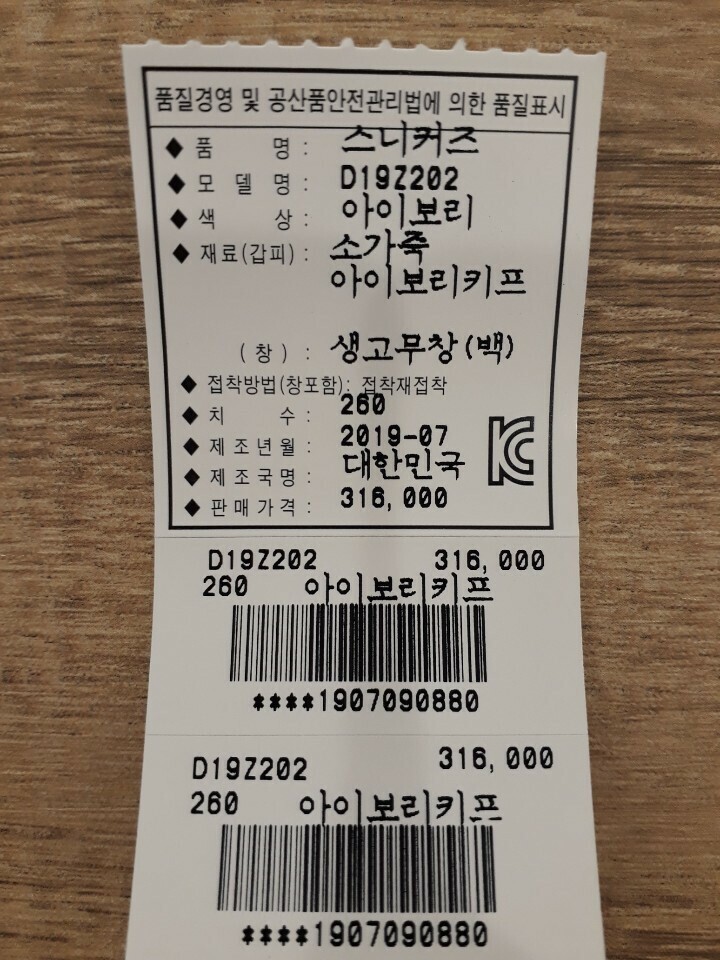 품질경영 및 공산품안전관리법에 의한 품질표시
◆ 품 명 : 스니커즈
◆ 모 델 명 : D19Z202
◆ 색 상 : 아이보리
◆ 재료(갑피) : 소가죽
아이보리키프
( 창 ) : 생고무창(백)
◆ 접착방법(창포함): 접착재접착
◆ 치 수 : 260
◆ 제 조 년 월 : 2019-07
◆ 제 조 국 명 : 대한민국
◆ 판 매 가 격 : 316,000
D19Z202 316,000
260 아이보리키프
****1907090880
D19Z202 316,000
260 아이보리키프
****1907090880